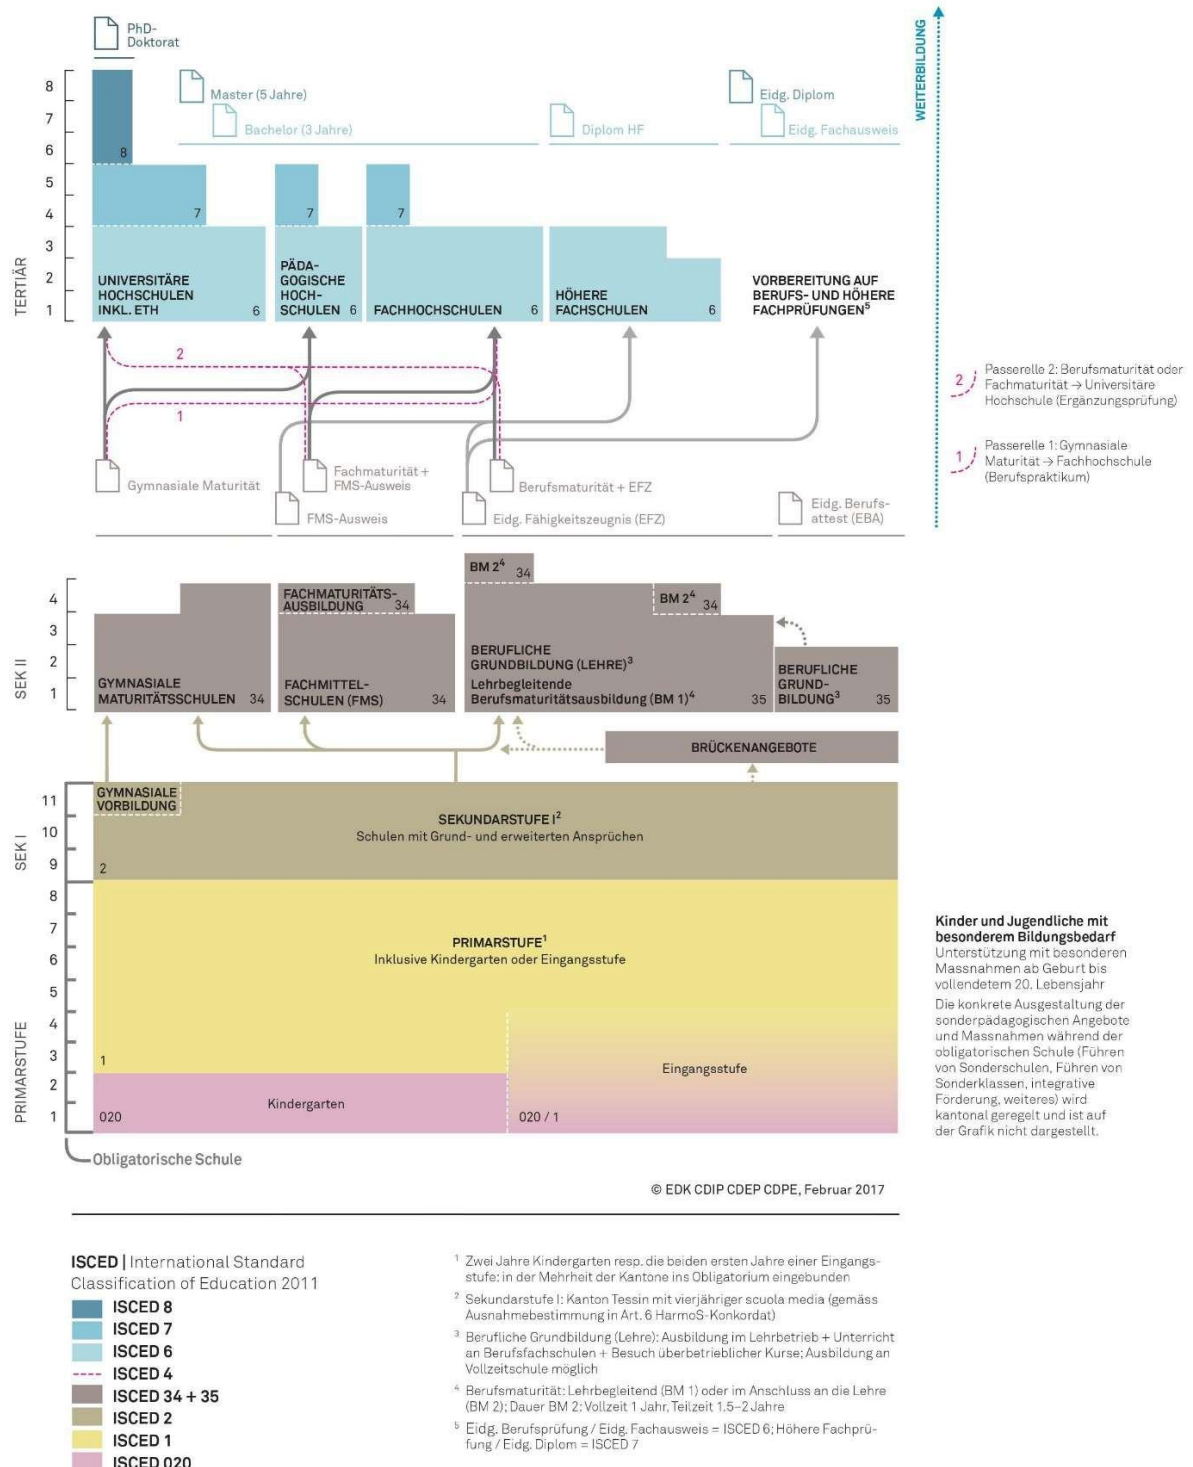 PhD-
Doktorat
WEITERBILDUNG
8
7
6
5
4
3
2
1
TERTIÄR
Master (5 Jahre)
Bachelor (3 Jahre)
Diplom HF
Eidg. Diplom
Eidg. Fachausweis
8
7
7
7
UNIVERSITÄRE
HOCHSCHULEN
INKL. ETH
6
PÄDA-
GOGISCHE
HOCH-
SCHULEN 6
FACHHOCHSCHULEN
6
HÖHERE
FACHSCHULEN
6
VORBEREITUNG AUF
BERUFS- UND HÖHERE
FACHPRÜFUNGEN⁵
2
1
2
Passerelle 2: Berufsmaturität oder
Fachmaturität → Universitäre
Hochschule (Ergänzungsprüfung)
1
Passerelle 1: Gymnasiale
Maturität → Fachhochschule
(Berufspraktikum)
Gymnasiale Maturität
Fachmaturität +
FMS-Ausweis
Berufsmaturität + EFZ
FMS-Ausweis
Eidg. Fähigkeitszeugnis (EFZ)
Eidg. Berufs-
attest (EBA)
4
3
2
1
SEK II
GYMNASIALE
MATURITÄTSSCHULEN 34
FACHMATURITÄTS-
AUSBILDUNG 34
FACHMITTEL-
SCHULEN (FMS) 34
BM 2⁴ 34
BM 2⁴ 34
BERUFLICHE
GRUNDBILDUNG (LEHRE)³
Lehrbegleitende
Berufsmaturitätsausbildung (BM 1)⁴ 35
BERUFLICHE
GRUND-
BILDUNG³ 35
BRÜCKENANGEBOTE
11
10
9
SEK I
GYMNASIALE
VORBILDUNG
SEKUNDARSTUFE I²
Schulen mit Grund- und erweiterten Ansprüchen
2
8
7
6
5
4
3
2
1
PRIMARSTUFE
PRIMARSTUFE¹
Inklusive Kindergarten oder Eingangsstufe
1
Eingangsstufe
Kindergarten
020
020 / 1
Obligatorische Schule
Kinder und Jugendliche mit
besonderem Bildungsbedarf
Unterstützung mit besonderen
Massnahmen ab Geburt bis
vollendetem 20. Lebensjahr
Die konkrete Ausgestaltung der
sonderpädagogischen Angebote
und Massnahmen während der
obligatorischen Schule (Führen
von Sonderschulen, Führen von
Sonderklassen, integrative
Förderung, weiteres) wird
kantonal geregelt und ist auf
der Grafik nicht dargestellt.
© EDK CDIP CDEP CDPE, Februar 2017
ISCED | International Standard
Classification of Education 2011
ISCED 8
ISCED 7
ISCED 6
ISCED 4
ISCED 34 + 35
ISCED 2
ISCED 1
ISCED 020
¹ Zwei Jahre Kindergarten resp. die beiden ersten Jahre einer Eingangs-
stufe: in der Mehrheit der Kantone ins Obligatorium eingebunden
² Sekundarstufe I: Kanton Tessin mit vierjähriger scuola media (gemäss
Ausnahmebestimmung in Art. 6 HarmoS-Konkordat)
³ Berufliche Grundbildung (Lehre): Ausbildung im Lehrbetrieb + Unterricht
an Berufsfachschulen + Besuch überbetrieblicher Kurse; Ausbildung an
Vollzeitschule möglich
⁴ Berufsmaturität: Lehrbegleitend (BM 1) oder im Anschluss an die Lehre
(BM 2); Dauer BM 2: Vollzeit 1 Jahr, Teilzeit 1.5–2 Jahre
⁵ Eidg. Berufsprüfung / Eidg. Fachausweis = ISCED 6; Höhere Fachprü-
fung / Eidg. Diplom = ISCED 7